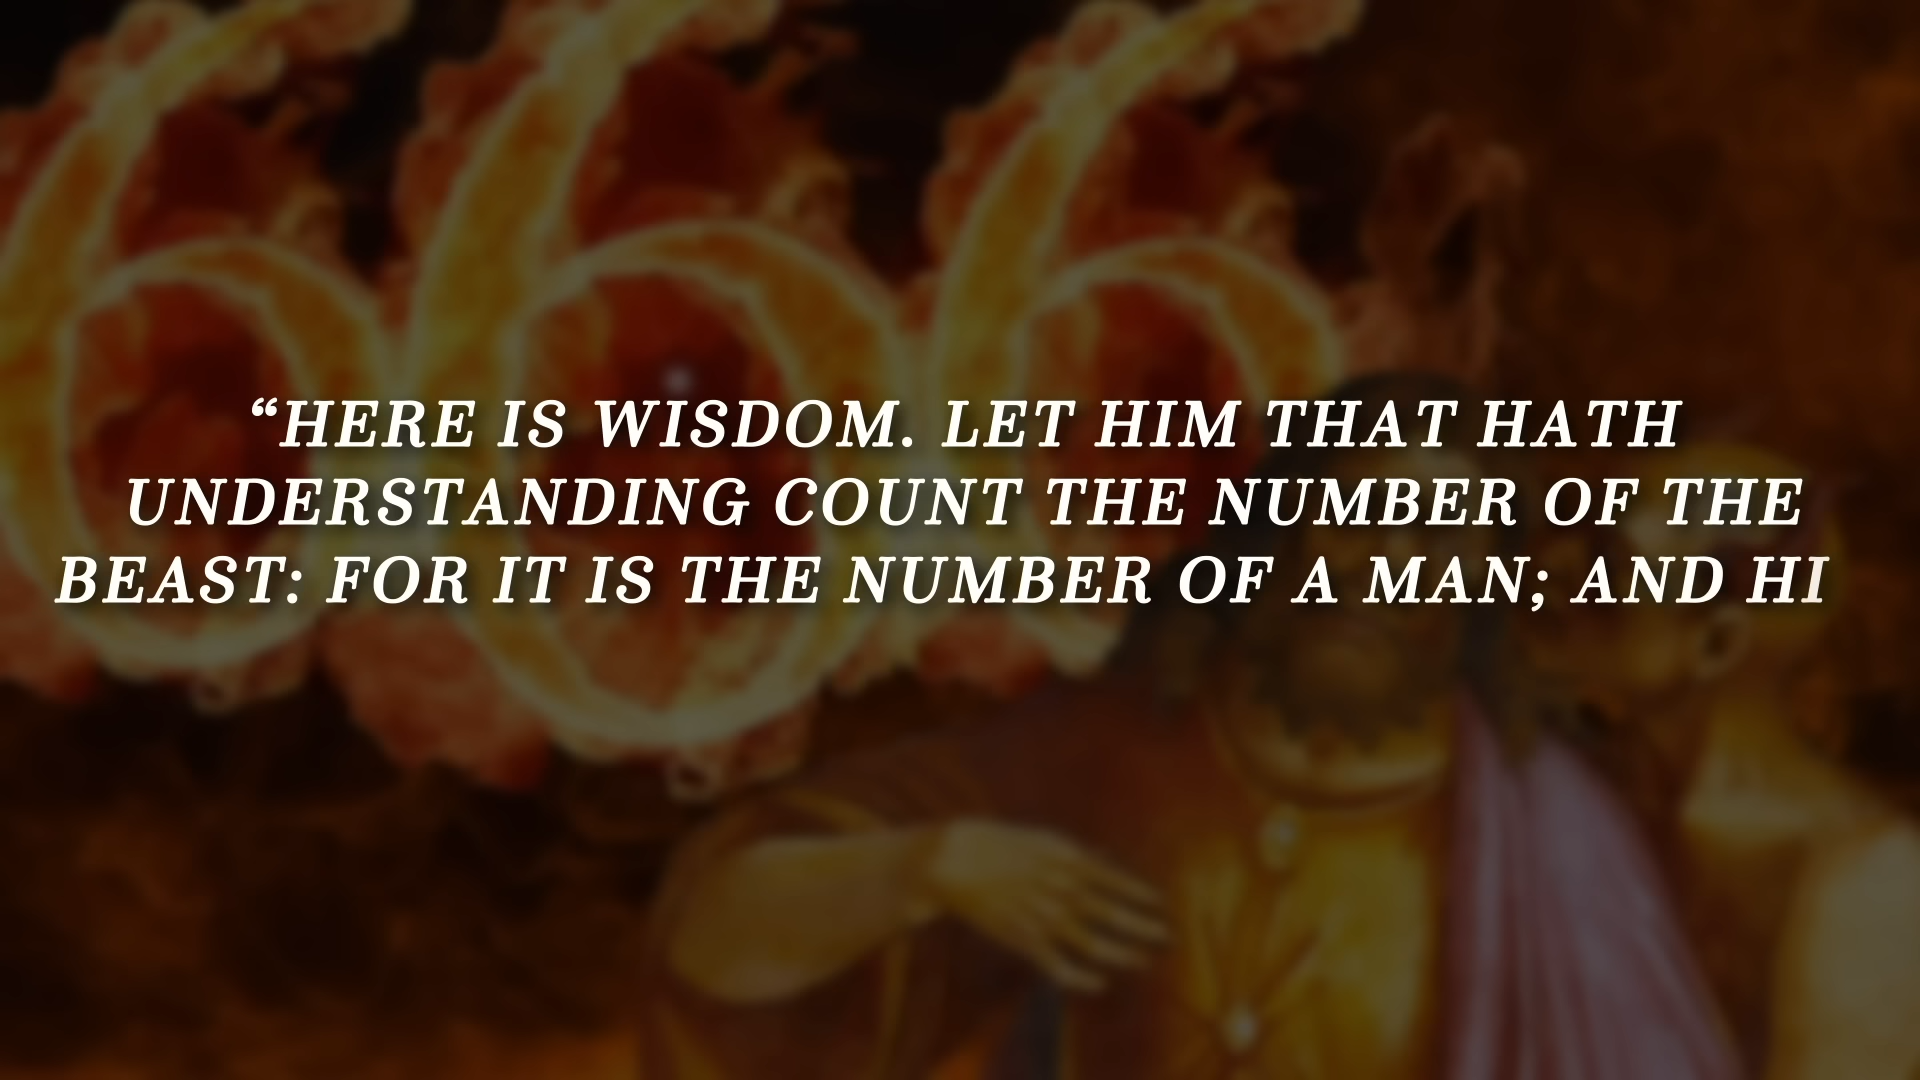 666
“HERE IS WISDOM. LET HIM THAT HATH
UNDERSTANDING COUNT THE NUMBER OF THE
BEAST: FOR IT IS THE NUMBER OF A MAN; AND HI